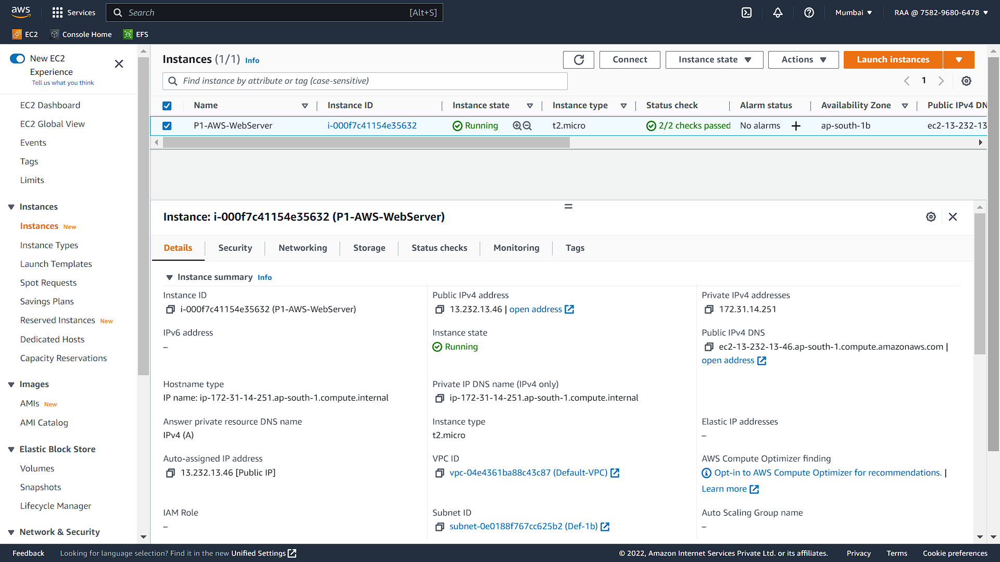 aws
Services
Search
[Alt+S]
Mumbai
RAA @ 7582-9680-6478
EC2
Console Home
EFS
New EC2
Experience
Tell us what you think
EC2 Dashboard
EC2 Global View
Events
Tags
Limits
Instances
Instances New
Instance Types
Launch Templates
Spot Requests
Savings Plans
Reserved Instances New
Dedicated Hosts
Capacity Reservations
Images
AMIs New
AMI Catalog
Elastic Block Store
Volumes
Snapshots
Lifecycle Manager
Network & Security
Instances (1/1) Info
Connect
Instance state
Actions
Launch instances
Find instance by attribute or tag (case-sensitive)
1
Name
Instance ID
Instance state
Instance type
Status check
Alarm status
Availability Zone
Public IPv4 DN
P1-AWS-WebServer
i-000f7c41154e35632
Running
t2.micro
2/2 checks passed
No alarms
ap-south-1b
ec2-13-232-13
Instance: i-000f7c41154e35632 (P1-AWS-WebServer)
Details
Security
Networking
Storage
Status checks
Monitoring
Tags
Instance summary Info
Instance ID
i-000f7c41154e35632 (P1-AWS-WebServer)
Public IPv4 address
13.232.13.46 | open address
Private IPv4 addresses
172.31.14.251
IPv6 address
–
Instance state
Running
Public IPv4 DNS
ec2-13-232-13-46.ap-south-1.compute.amazonaws.com |
open address
Hostname type
IP name: ip-172-31-14-251.ap-south-1.compute.internal
Private IP DNS name (IPv4 only)
ip-172-31-14-251.ap-south-1.compute.internal
Answer private resource DNS name
IPv4 (A)
Instance type
t2.micro
Elastic IP addresses
–
Auto-assigned IP address
13.232.13.46 [Public IP]
VPC ID
vpc-04e4361ba88c43c87 (Default-VPC)
AWS Compute Optimizer finding
Opt-in to AWS Compute Optimizer for recommendations. |
Learn more
IAM Role
–
Subnet ID
subnet-0e0188f767cc625b2 (Def-1b)
Auto Scaling Group name
–
Feedback
Looking for language selection? Find it in the new Unified Settings
© 2022, Amazon Internet Services Private Ltd. or its affiliates.
Privacy
Terms
Cookie preferences